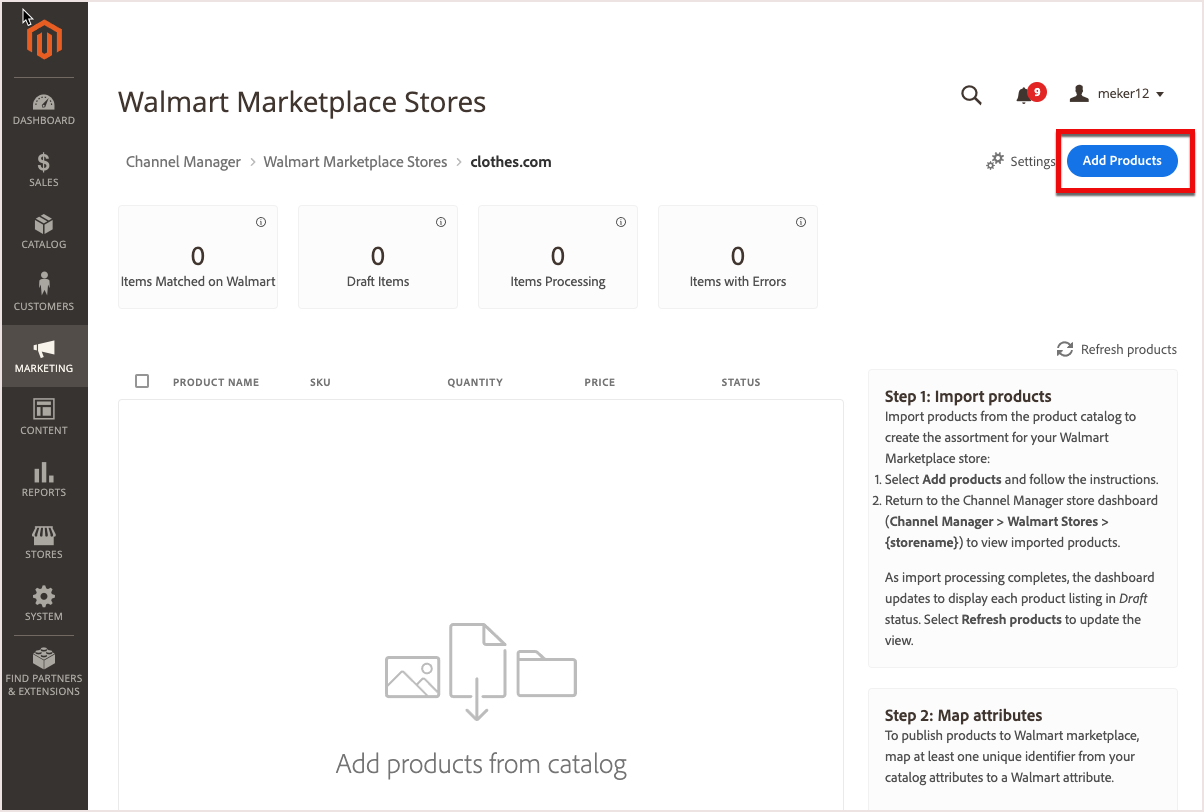 Walmart Marketplace Stores
9
meker12
Channel Manager > Walmart Marketplace Stores > clothes.com
Settings
Add Products
DASHBOARD
SALES
CATALOG
CUSTOMERS
MARKETING
CONTENT
REPORTS
STORES
SYSTEM
FIND PARTNERS
& EXTENSIONS
0
Items Matched on Walmart
0
Draft Items
0
Items Processing
0
Items with Errors
Refresh products
PRODUCT NAME SKU QUANTITY PRICE STATUS
Add products from catalog
Step 1: Import products
Import products from the product catalog to
create the assortment for your Walmart
Marketplace store:
1. Select Add products and follow the instructions.
2. Return to the Channel Manager store dashboard
(Channel Manager > Walmart Stores >
{storename}) to view imported products.
As import processing completes, the dashboard
updates to display each product listing in Draft
status. Select Refresh products to update the
view.
Step 2: Map attributes
To publish products to Walmart marketplace,
map at least one unique identifier from your
catalog attributes to a Walmart attribute.